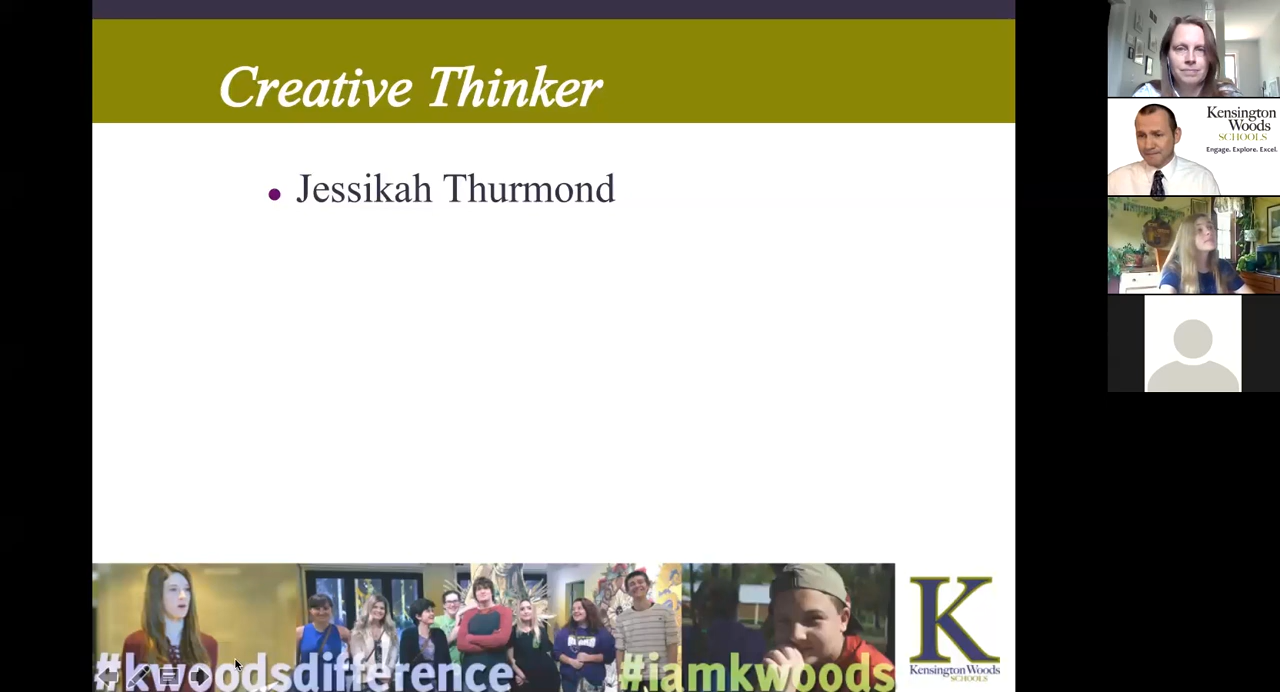 Creative Thinker
Jessikah Thurmond
#kwoodsdifference
#iamkwoods
K
Kensington Woods
SCHOOLS
Kensington
Woods
SCHOOLS
Engage. Explore. Excel.